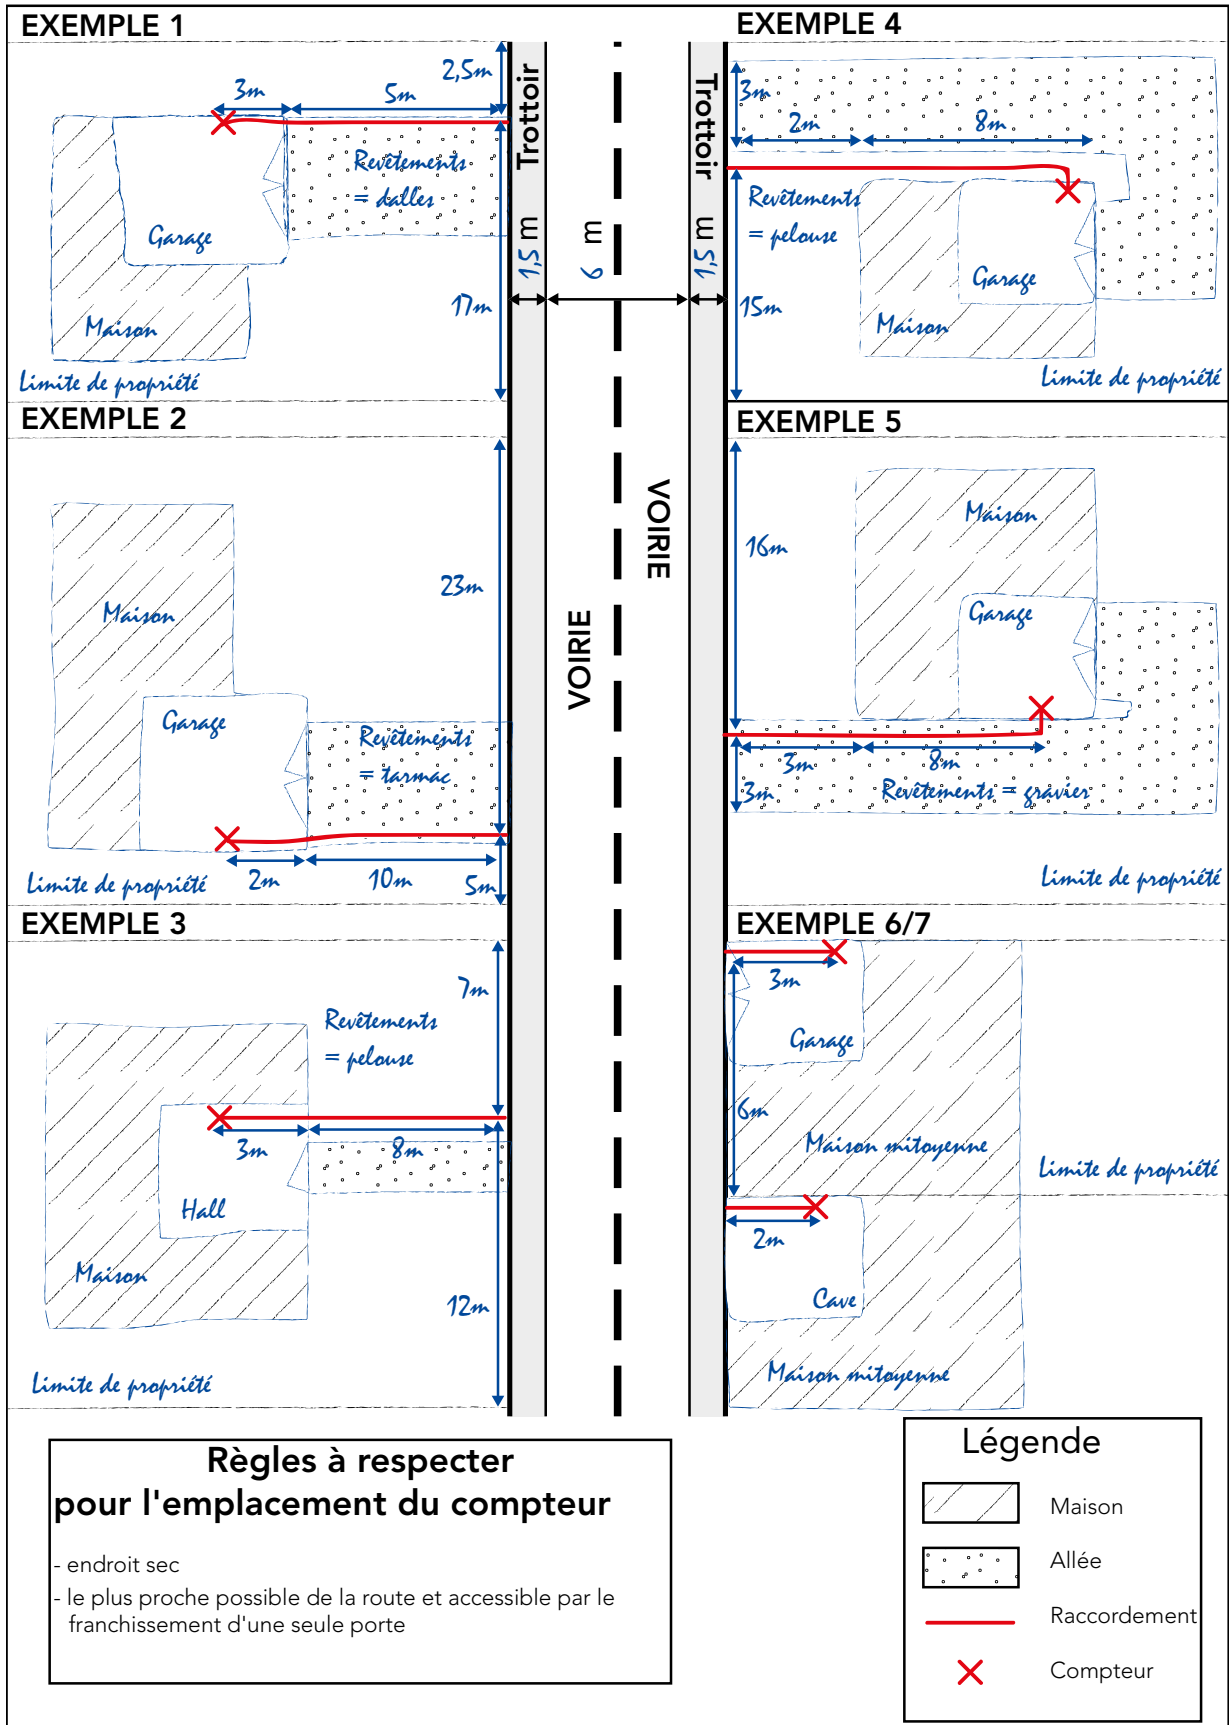 EXEMPLE 1
2,5m
3m
5m
Revêtements
= dalles
Garage
17m
Maison
Limite de propriété
EXEMPLE 2
23m
Maison
Garage
Revêtements
= tarmac
2m
10m
5m
Limite de propriété
EXEMPLE 3
7m
Revêtements
= pelouse
3m
8m
Hall
Maison
12m
Limite de propriété
Trottoir
1,5 m
6 m
Trottoir
1,5 m
VOIRIE
VOIRIE
EXEMPLE 4
3m
2m
8m
Revêtements
= pelouse
Garage
15m
Maison
Limite de propriété
EXEMPLE 5
Maison
16m
Garage
3m
8m
3m
Revêtements = gravier
Limite de propriété
EXEMPLE 6/7
3m
Garage
6m
Maison mitoyenne
Limite de propriété
2m
Cave
Maison mitoyenne
Règles à respecter
pour l'emplacement du compteur
- endroit sec
- le plus proche possible de la route et accessible par le
franchissement d'une seule porte
Légende
Maison
Allée
Raccordement
Compteur